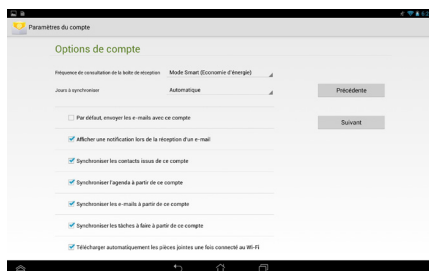 Paramètres du compte
Options de compte
Fréquence de consultation de la boîte de réception Mode Smart (Economie d'énergie)
Jours à synchroniser Automatique
Précédente
Par défaut, envoyer les e-mails avec ce compte
Suivant
Afficher une notification lors de la réception d'un e-mail
Synchroniser les contacts issus de ce compte
Synchroniser l'agenda à partir de ce compte
Synchroniser les e-mails à partir de ce compte
Synchroniser les tâches à faire à partir de ce compte
Télécharger automatiquement les pièces jointes une fois connecté au Wi-Fi